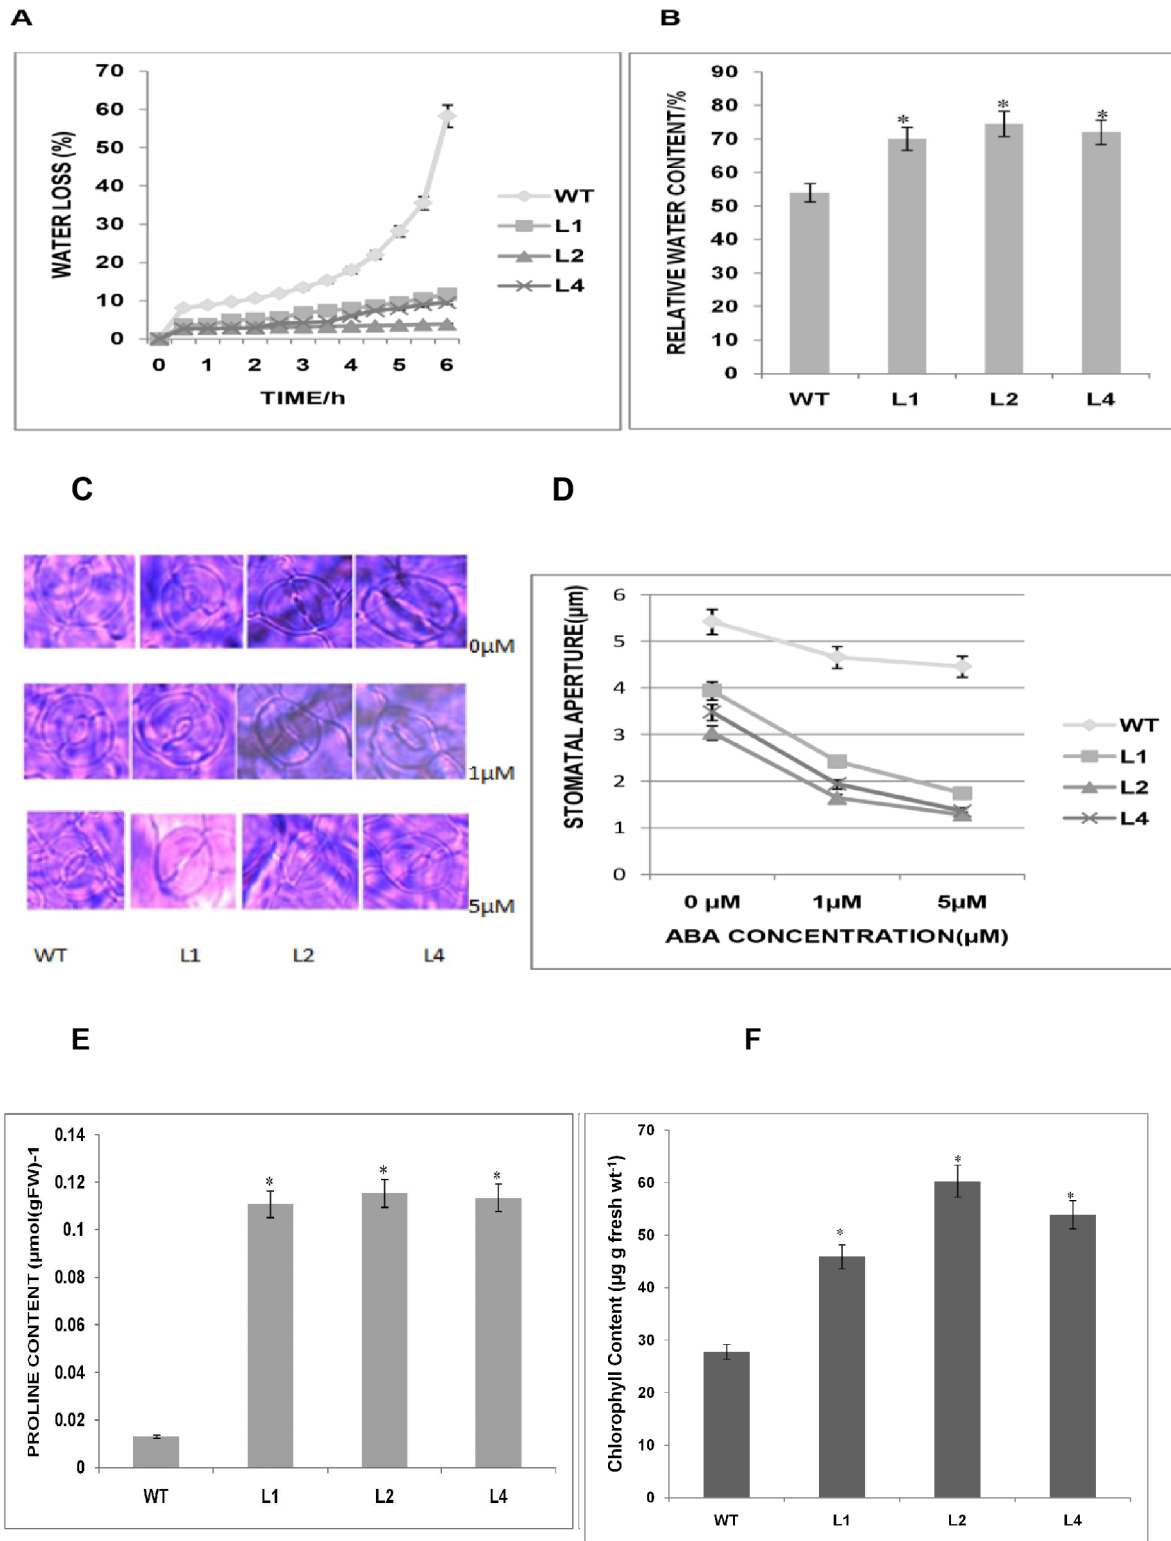 A
70
60
50
40
30
20
10
0
WATER LOSS (%)
0 1 2 3 4 5 6
TIME/h
WT
L1
L2
L4
B
90
80
70
60
50
40
30
20
10
0
RELATIVE WATER CONTENT/%
* * *
WT L1 L2 L4
C
0µM
1µM
5µM
WT L1 L2 L4
D
6
5
4
3
2
1
0
STOMATAL APERTURE(µm)
0 µM 1µM 5µM
ABA CONCENTRATION(µM)
WT
L1
L2
L4
E
0.14
0.12
0.1
0.08
0.06
0.04
0.02
0
PROLINE CONTENT (µmol(gFW)-1
* * *
WT L1 L2 L4
F
70
60
50
40
30
20
10
0
Chlorophyll Content (µg g fresh wt-1)
* * *
WT L1 L2 L4